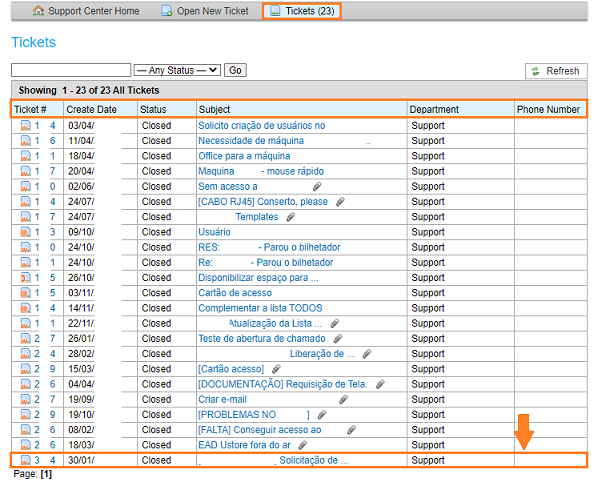 Support Center Home Open New Ticket Tickets (23)
Tickets
— Any Status — Go Refresh
Showing 1 - 23 of 23 All Tickets
Ticket # Create Date Status Subject Department Phone Number
1 4 03/04/ Closed Solicito criação de usuários no Support
1 6 11/04/ Closed Necessidade de máquina .. Support
1 1 18/04/ Closed Office para a máquina Support
1 7 20/04/ Closed Maquina - mouse rápido Support
1 0 02/06/ Closed Sem acesso a Support
1 4 24/07/ Closed [CABO RJ45] Conserto, please Support
1 7 24/07/ Closed Templates Support
1 3 09/10/ Closed Usuário Support
1 0 24/10/ Closed RES: - Parou o bilhetador Support
1 1 24/10/ Closed Re: - Parou o bilhetador Support
1 5 26/10/ Closed Disponibilizar espaço para ... Support
1 5 03/11/ Closed Cartão de acesso Support
1 4 14/11/ Closed Complementar a lista TODOS Support
1 1 22/11/ Closed Atualização da Lista ... Support
2 7 26/01/ Closed Teste de abertura de chamado Support
2 4 28/02/ Closed Liberação de ... Support
2 9 15/03/ Closed [Cartão acesso] Support
2 6 04/04/ Closed [DOCUMENTAÇÃO] Requisição de Tela. Support
2 7 19/09/ Closed Criar e-mail Support
2 9 19/10/ Closed [PROBLEMAS NO ] Support
2 6 08/02/ Closed [FALTA] Conseguir acesso ao Support
2 6 18/03/ Closed EAD Ustore fora do ar Support
3 4 30/01/ Closed Solicitação de ... Support
Page: [1]